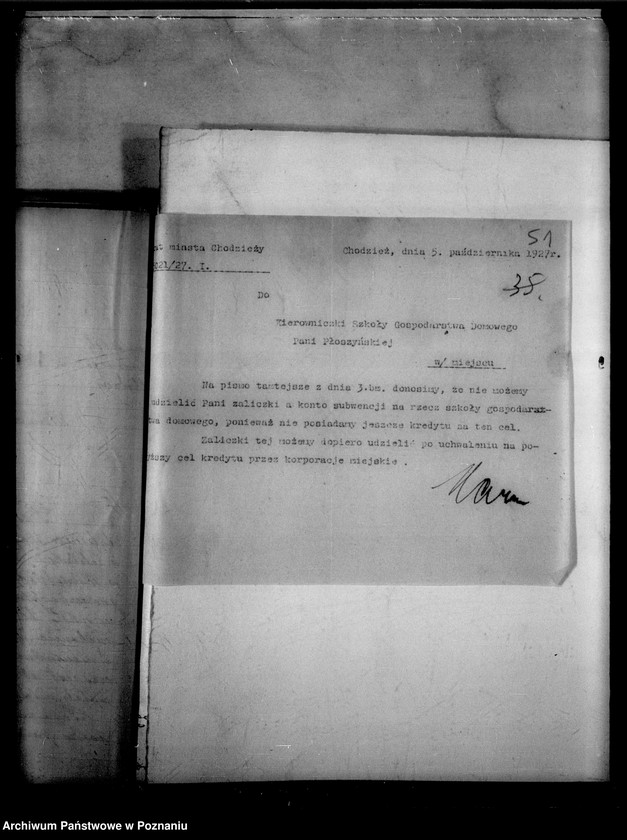 51
st miasta Chodzieży
Chodzież, dnia 5. października 1927r.
221/27. I.
38.
Do
Kierowniczki Szkoły Gospodarstwa Domowego
Pani Płoszyńskiej
w/ miejscu
Na pismo tamtejsze z dnia 3.bm. donosimy, że nie możemy
udzielić Pani zaliczki a konto subwencji na rzecz szkoły gospodarst-
wa domowego, ponieważ nie posiadamy jeszcze kredytu na ten cel.
Zaliczki tej możemy dopiero udzielić po uchwaleniu na po-
wyższy cel kredytu przez korporacje miejskie .
Archiwum Państwowe w Poznaniu